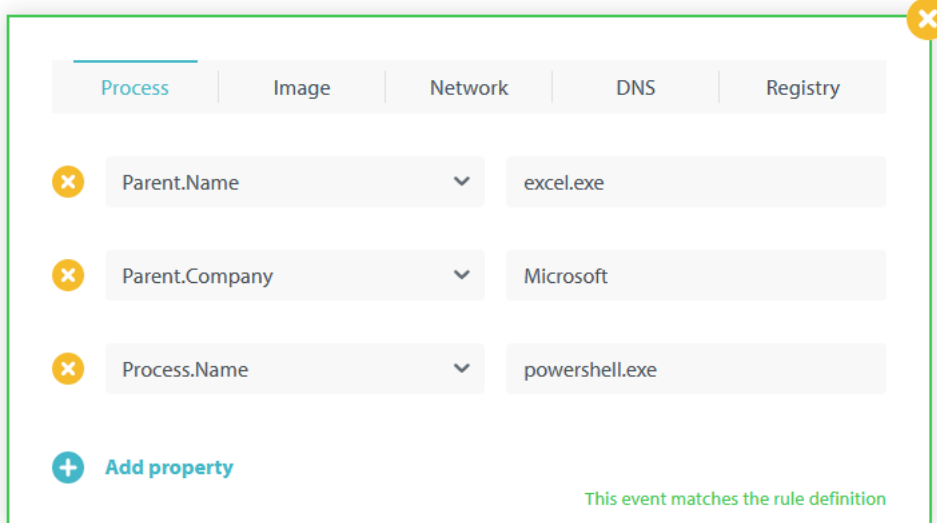 Process Image Network DNS Registry
Parent.Name excel.exe
Parent.Company Microsoft
Process.Name powershell.exe
Add property
This event matches the rule definition